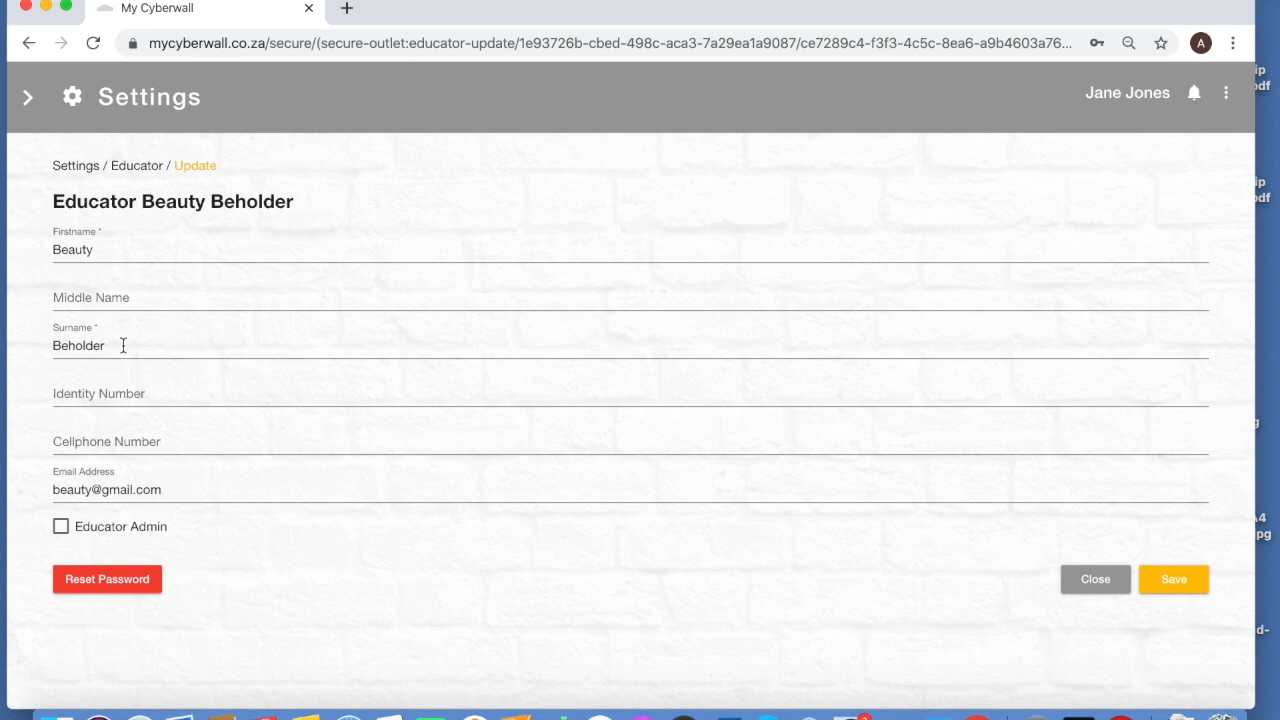 My Cyberwall
mycyberwall.co.za/secure/(secure-outlet:educator-update/1e93726b-cbed-498c-aca3-7a29ea1a9087/ce7289c4-f3f3-4c5c-8ea6-a9b4603a76...
A
Settings
Jane Jones
Settings / Educator / Update
Educator Beauty Beholder
Firstname *
Beauty
Middle Name
Surname *
Beholder
Identity Number
Cellphone Number
Email Address
beauty@gmail.com
Educator Admin
Reset Password
Close
Save